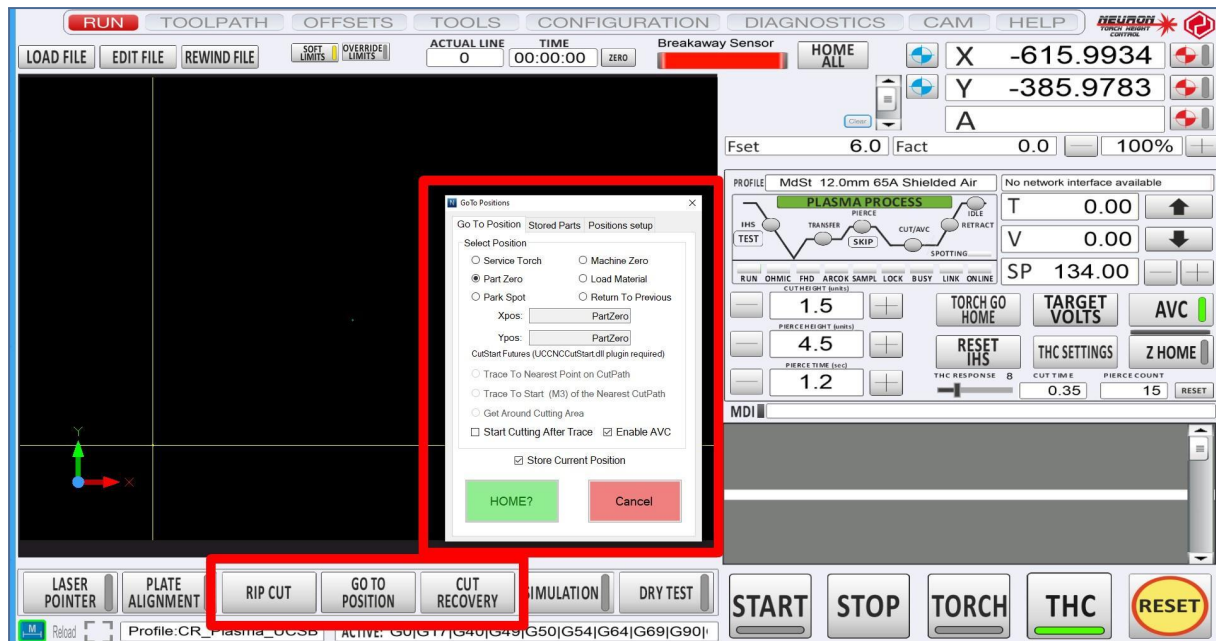 RUN TOOLPATH OFFSETS TOOLS CONFIGURATION DIAGNOSTICS CAM HELP NEURON
TORCH HEIGHT
CONTROL
LOAD FILE EDIT FILE REWIND FILE
SOFT
LIMITS
OVERRIDE
LIMITS
ACTUAL LINE
0
TIME
00:00:00
ZERO
Breakaway Sensor
HOME
ALL
X -615.9934
Y -385.9783
A
Clear
Fset 6.0 Fact 0.0 100%
PROFILE MdSt 12.0mm 65A Shielded Air No network interface available
PLASMA PROCESS
IHS
TEST
TRANSFER
PIERCE
SKIP
CUT/AVC
IDLE
RETRACT
SPOTTING
RUN OHMIC FHD ARCOK SAMPL LOCK BUSY LINK ONLINE
T 0.00
V 0.00
SP 134.00
CUT HEIGHT (units)
1.5
PIERCE HEIGHT (units)
4.5
PIERCE TIME (sec)
1.2
TORCH GO
HOME
TARGET
VOLTS
AVC
RESET
IHS
THC SETTINGS
Z HOME
THC RESPONSE 8
CUT TIME
0.35
PIERCE COUNT
15
RESET
MDI
GoTo Positions
Go To Position Stored Parts Positions setup
Select Position
Service Torch Machine Zero
Part Zero Load Material
Park Spot Return To Previous
Xpos: PartZero
Ypos: PartZero
CutStart Futures (UCCNCCutStart dll plugin required)
Trace To Nearest Point on CutPath
Trace To Start (M3) of the Nearest CutPath
Get Around Cutting Area
Start Cutting After Trace Enable AVC
Store Current Position
HOME? Cancel
Y
X
LASER
POINTER
PLATE
ALIGNMENT
RIP CUT
GO TO
POSITION
CUT
RECOVERY
SIMULATION
DRY TEST
START STOP TORCH THC RESET
M Reload Profile:CR_Plasma_UCSB ACTIVE: G0|G17|G40|G49|G50|G54|G64|G69|G90|